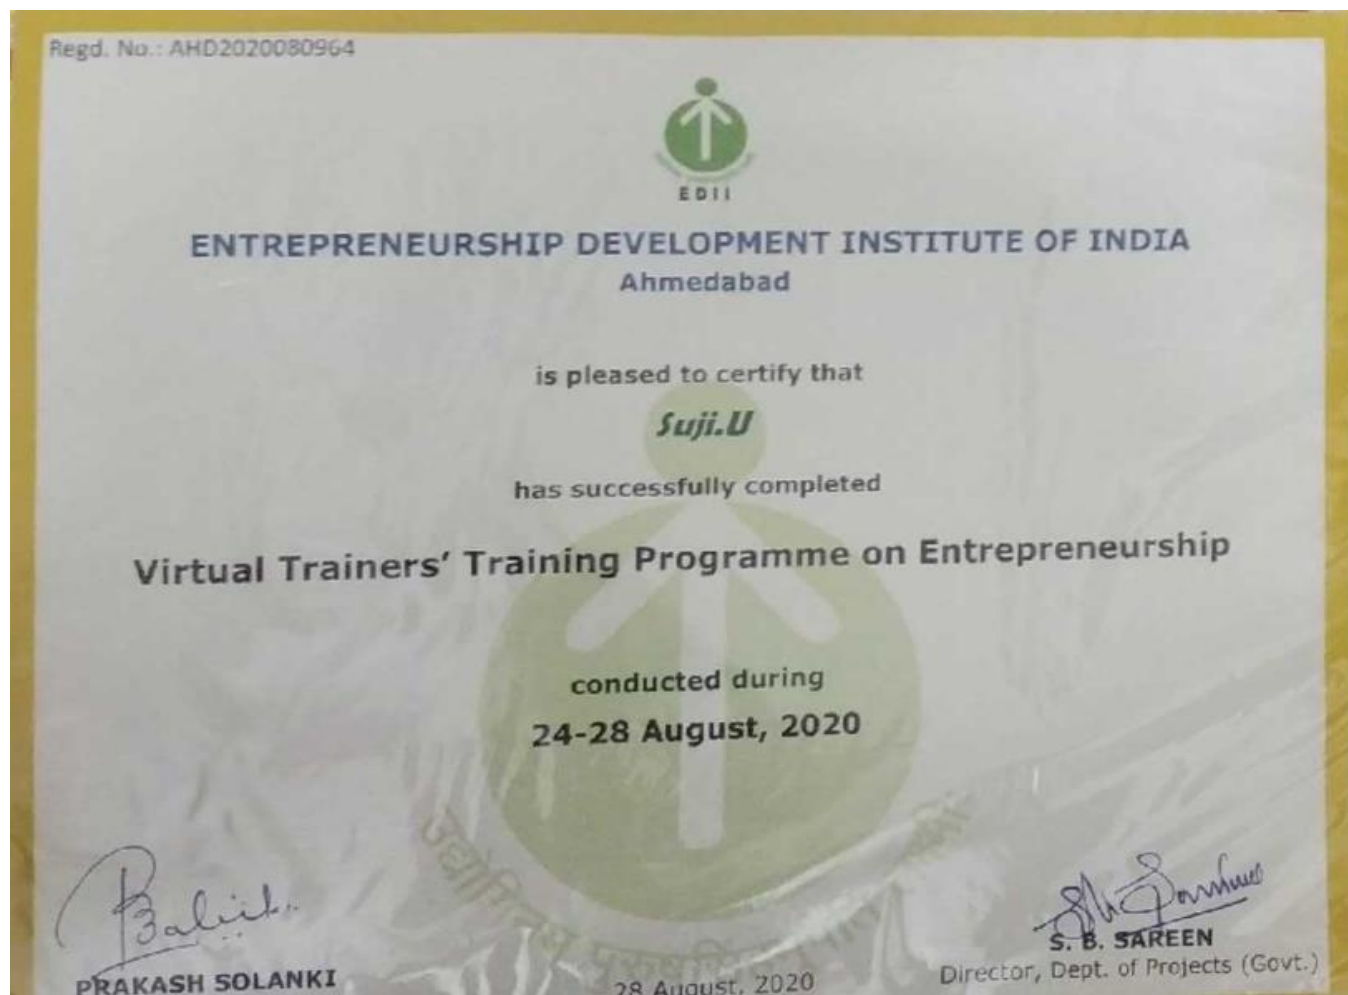 Regd. No.: AHD2020080964
EDII
ENTREPRENEURSHIP DEVELOPMENT INSTITUTE OF INDIA
Ahmedabad
is pleased to certify that
Suji.U
has successfully completed
Virtual Trainers' Training Programme on Entrepreneurship
conducted during
24-28 August, 2020
PRAKASH SOLANKI
28 August, 2020
S. B. SAREEN
Director, Dept. of Projects (Govt.)